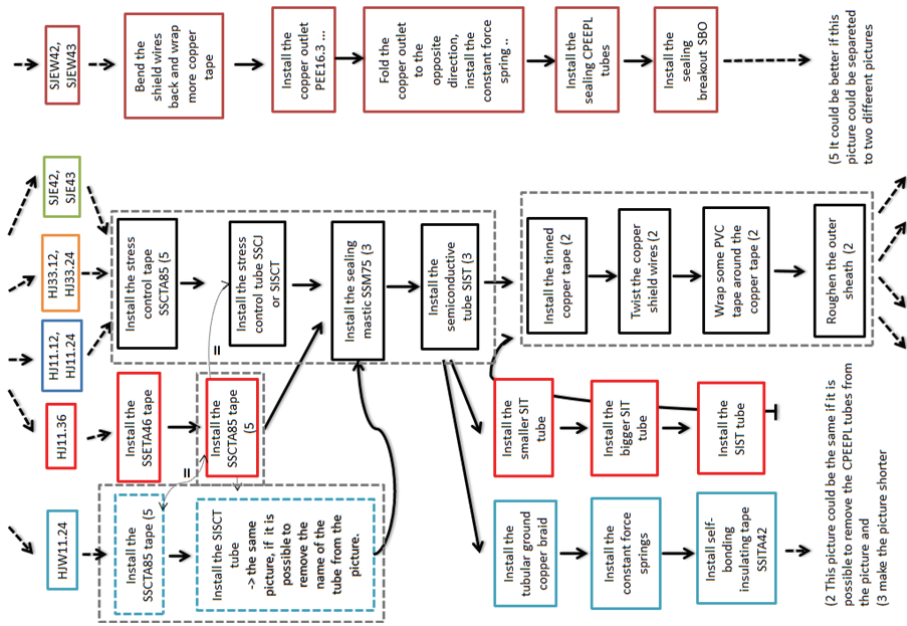 SJEW42,
SJEW43
Bend the
shield wires
back and wrap
more copper
tape
Install the
copper outlet
PEE16.3 ...
Fold the
copper outlet
to the
opposite
direction,
install the
constant force
spring ..
Install the
sealing CPEEPL
tubes
Install the
sealing
breakout SBO
(5 It could be better if this
picture could be separeted
to two different pictures
SJE42,
SJE43
HJ33.12,
HJ33.24
HJ11.12,
HJ11.24
Install the stress
control tape
SSCTA85 (5
Install the stress
control tube SSCJ
or SISCT
Install the sealing
mastic SSM75 (3
Install the
semiconductive
tube SIST (3
Install the tinned
copper tape (2
Twist the copper
shield wires (2
Wrap some PVC
tape around the
copper tape (2
Roughen the outer
sheath (2
HJ11.36
Install the
SSETA46 tape
=
Install the
SSCTA85 tape
(5
Install the
smaller SIT
tube
Install the
bigger SIT
tube
Install the
SIST tube
HJW11.24
Install the
SSCTA85 tape (5
=
Install the SISCT
tube
-> the same
picture, if it is
possible to
remove the
name of the
tube from the
picture.
Install the
tubular ground
copper braid
Install the
constant force
springs
Install self-
bonding
insulating tape
SSITA42
(2 This picture could be the same if it is
possible to remove the CPEEPL tubes from
the picture and
(3 make the picture shorter